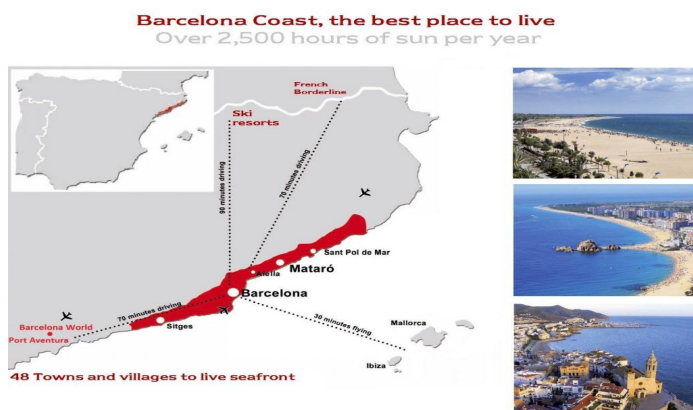 Barcelona Coast, the best place to live
Over 2,500 hours of sun per year
French
Borderline
Ski
resorts
90 minutes driving
70 minutes driving
Sant Pol de Mar
Mataró
Alella
Barcelona
70 minutes driving
30 minutes flying
Barcelona World
Port Aventura
Sitges
Mallorca
Ibiza
48 Towns and villages to live seafront